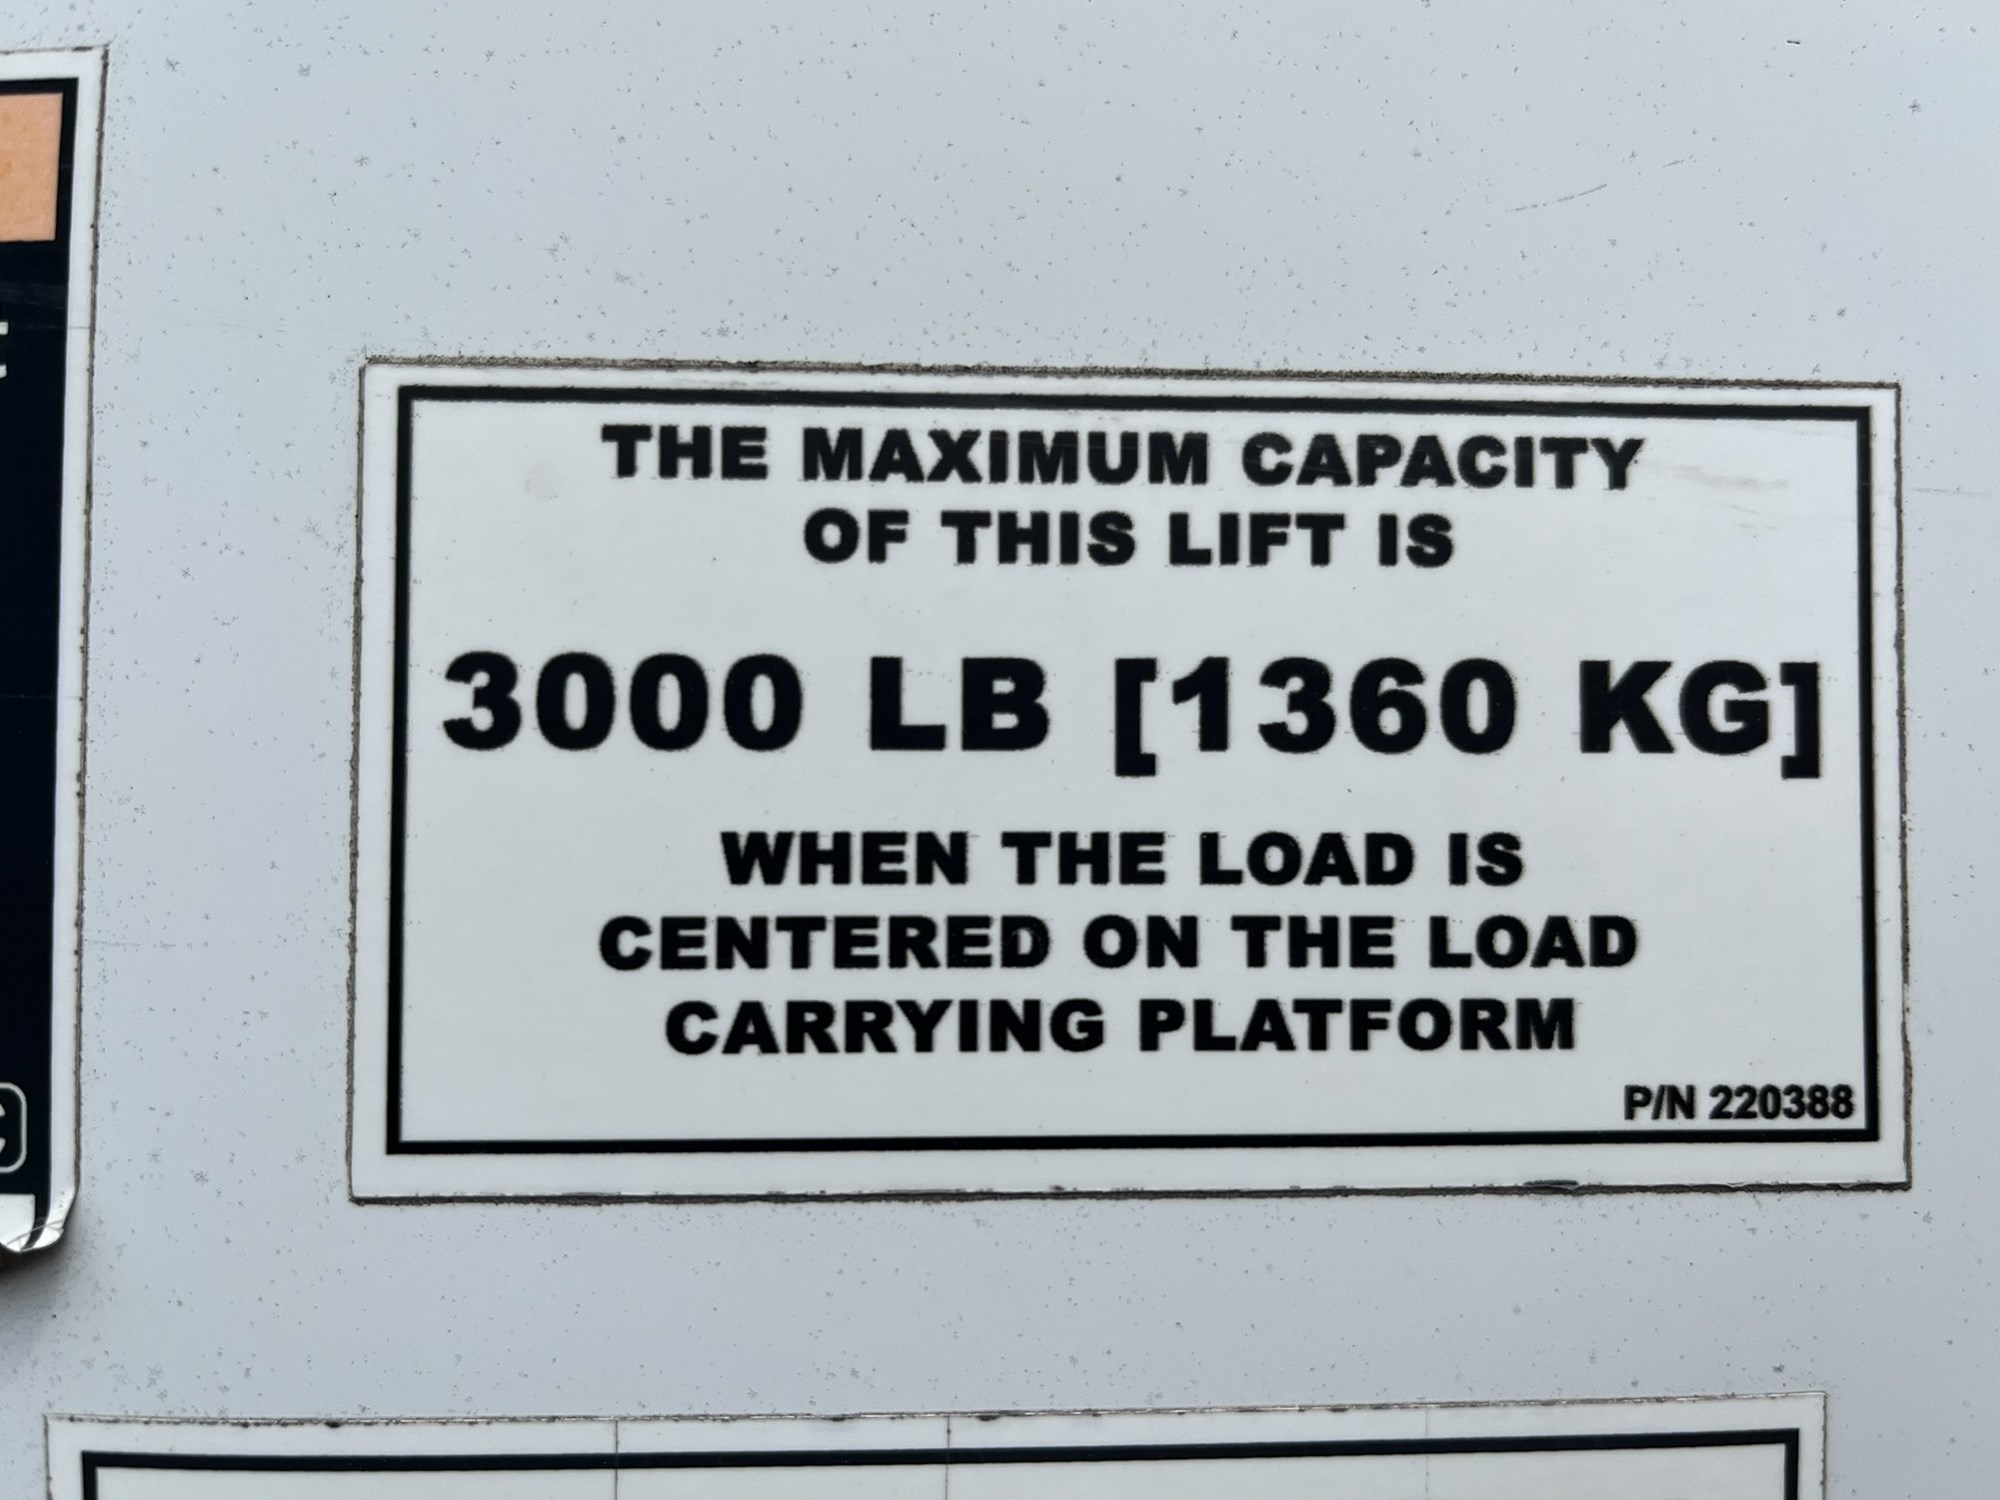 THE MAXIMUM CAPACITY
OF THIS LIFT IS
3000 LB [1360 KG]
WHEN THE LOAD IS
CENTERED ON THE LOAD
CARRYING PLATFORM
P/N 220388